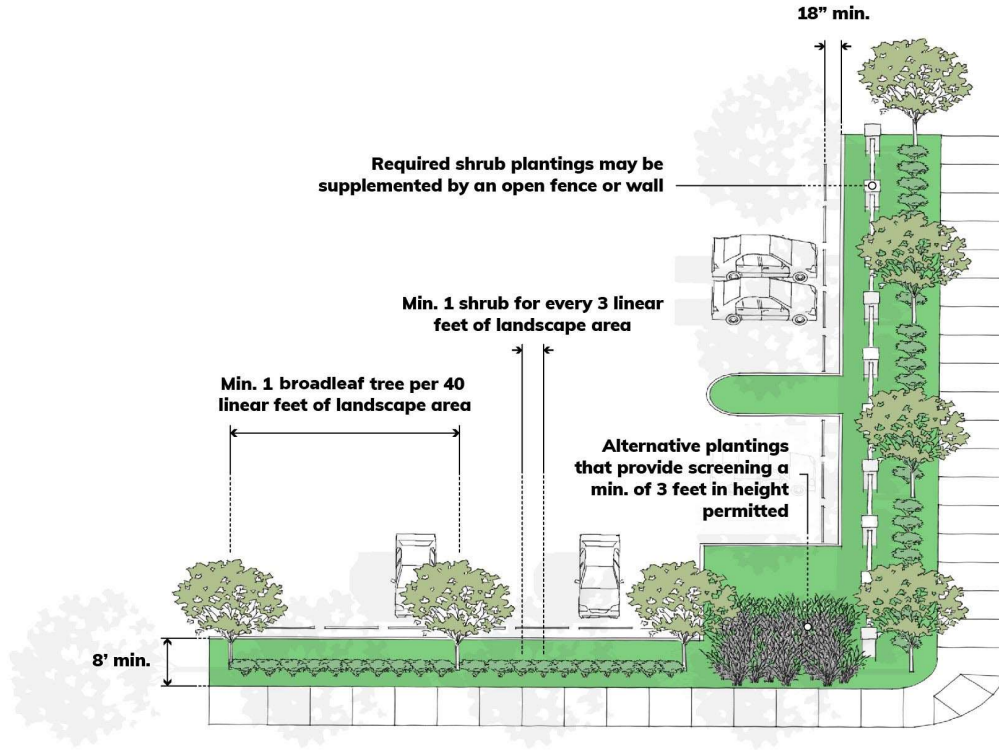 18” min.
Required shrub plantings may be
supplemented by an open fence or wall
Min. 1 shrub for every 3 linear
feet of landscape area
Min. 1 broadleaf tree per 40
linear feet of landscape area
Alternative plantings
that provide screening a
min. of 3 feet in height
permitted
8’ min.